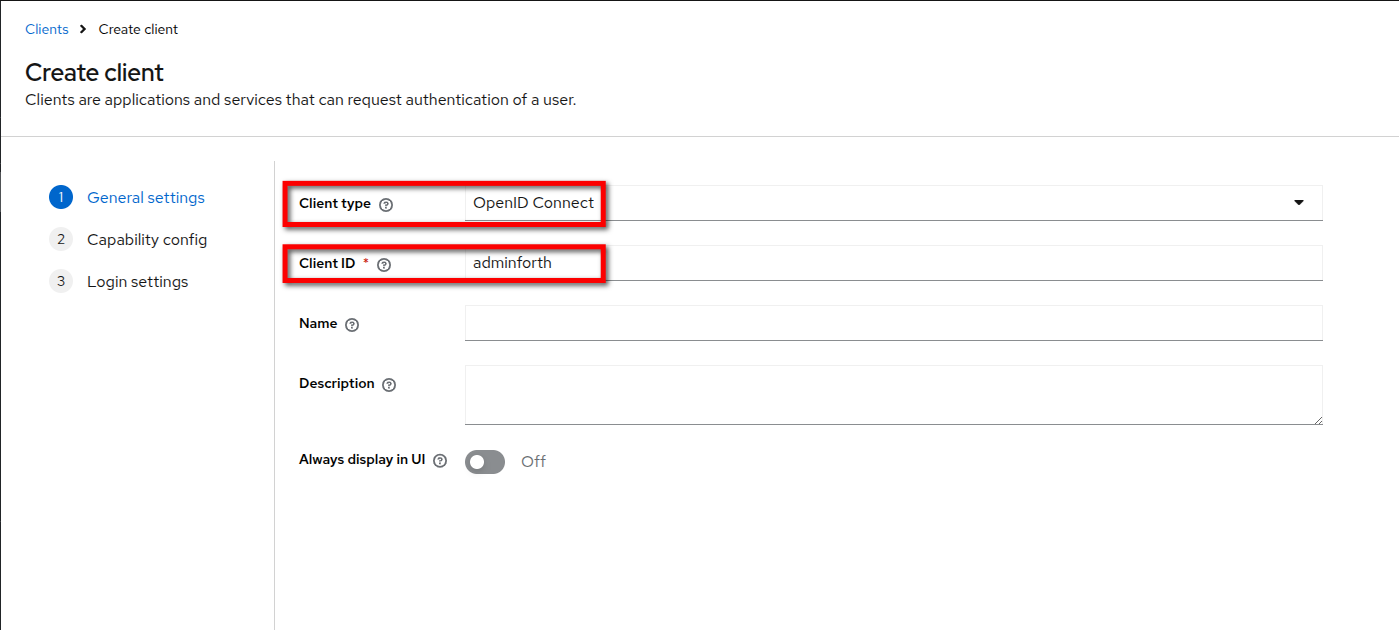 Clients > Create client
Create client
Clients are applications and services that can request authentication of a user.
1 General settings
2 Capability config
3 Login settings
Client type ? OpenID Connect
Client ID * ? adminforth
Name ?
Description ?
Always display in UI ? Off